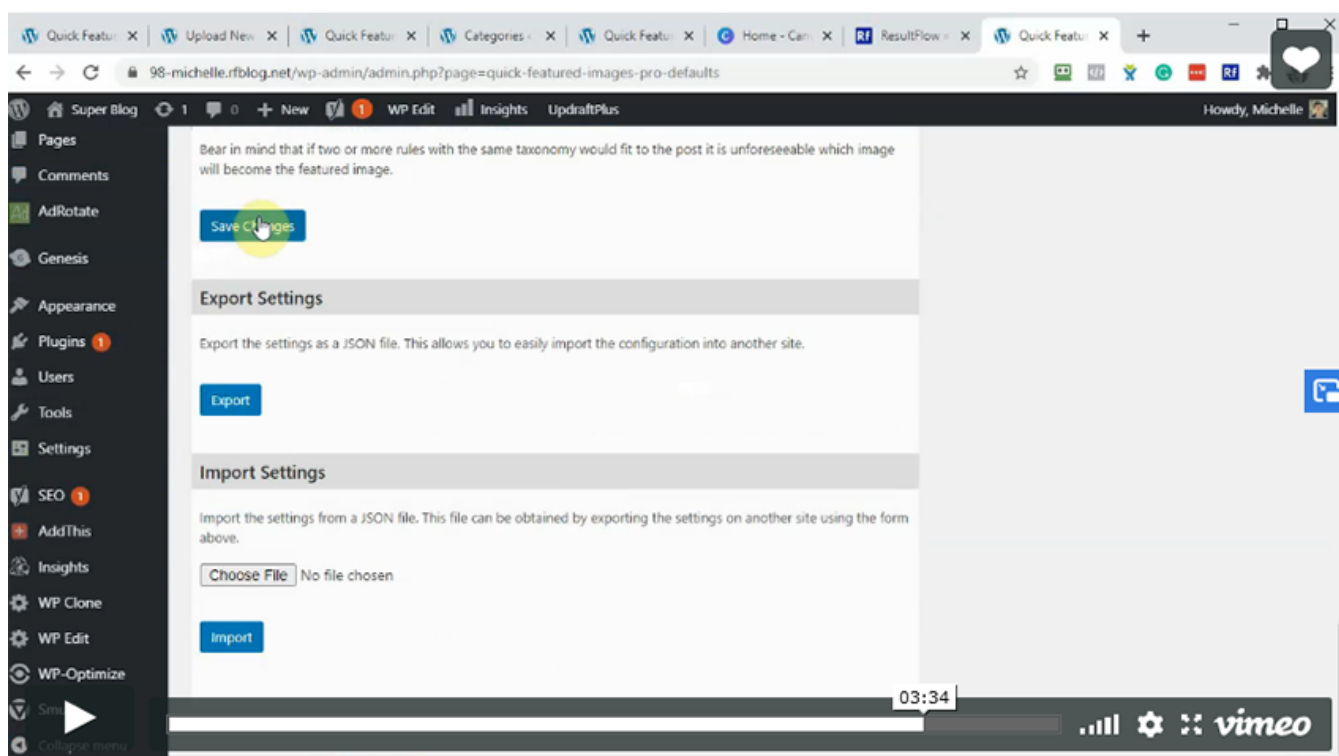 Quick Featu
Upload New
Quick Featu
Categories
Quick Featu
Home - Can
ResultFlow
Quick Featu
98-michelle.rfblog.net/wp-admin/admin.php?page=quick-featured-images-pro-defaults
Super Blog 1 0 New 1 WP Edit Insights UpdraftPlus Howdy, Michelle
Pages
Comments
AdRotate
Genesis
Appearance
Plugins 1
Users
Tools
Settings
SEO 1
AddThis
Insights
WP Clone
WP Edit
WP-Optimize
Smu
Collapse menu
Bear in mind that if two or more rules with the same taxonomy would fit to the post it is unforeseeable which image
will become the featured image.
Save Changes
Export Settings
Export the settings as a JSON file. This allows you to easily import the configuration into another site.
Export
Import Settings
Import the settings from a JSON file. This file can be obtained by exporting the settings on another site using the form
above.
Choose File No file chosen
Import
03:34
vimeo